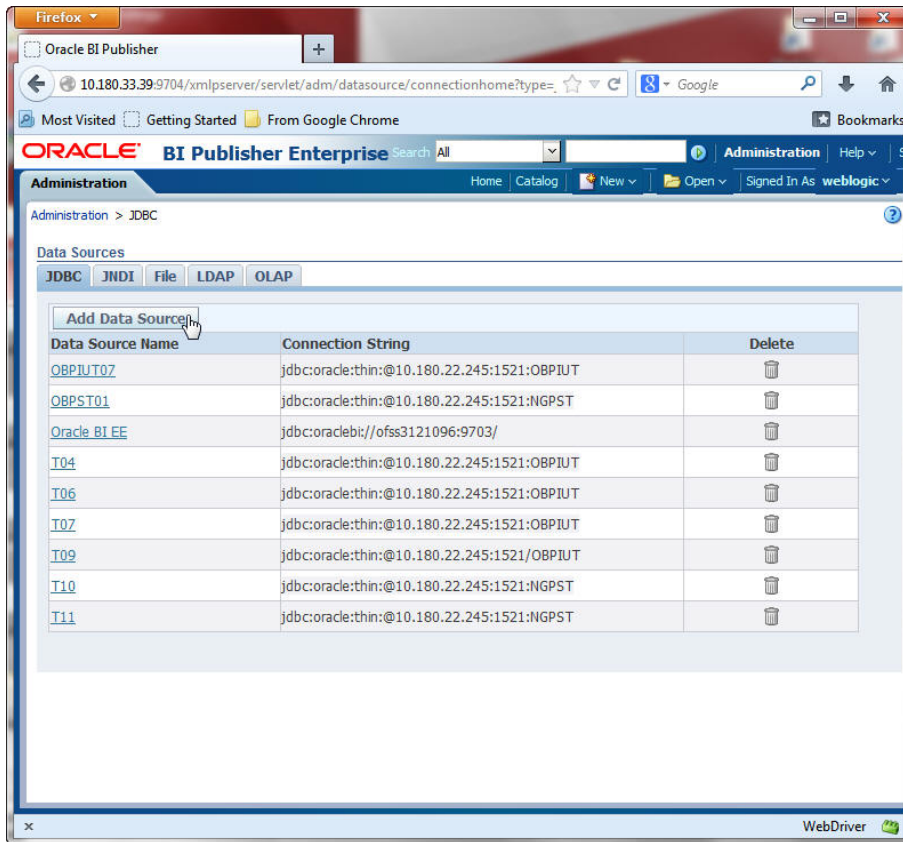 Firefox
Oracle BI Publisher
10.180.33.39:9704/xmlpserver/servlet/adm/datasource/connectionhome?type= Google
Most Visited Getting Started From Google Chrome Bookmarks
ORACLE BI Publisher Enterprise Search All Administration Help
Administration Home Catalog New Open Signed In As weblogic
Administration > JDBC
Data Sources
JDBC JNDI File LDAP OLAP
Add Data Source
Data Source Name Connection String Delete
OBPIUT07 jdbc:oracle:thin:@10.180.22.245:1521:OBPIUT
OBPST01 jdbc:oracle:thin:@10.180.22.245:1521:NGPST
Oracle BI EE jdbc:oraclebi://ofss3121096:9703/
T04 jdbc:oracle:thin:@10.180.22.245:1521:OBPIUT
T06 jdbc:oracle:thin:@10.180.22.245:1521:OBPIUT
T07 jdbc:oracle:thin:@10.180.22.245:1521:OBPIUT
T09 jdbc:oracle:thin:@10.180.22.245:1521/OBPIUT
T10 jdbc:oracle:thin:@10.180.22.245:1521:NGPST
T11 jdbc:oracle:thin:@10.180.22.245:1521:NGPST
x WebDriver